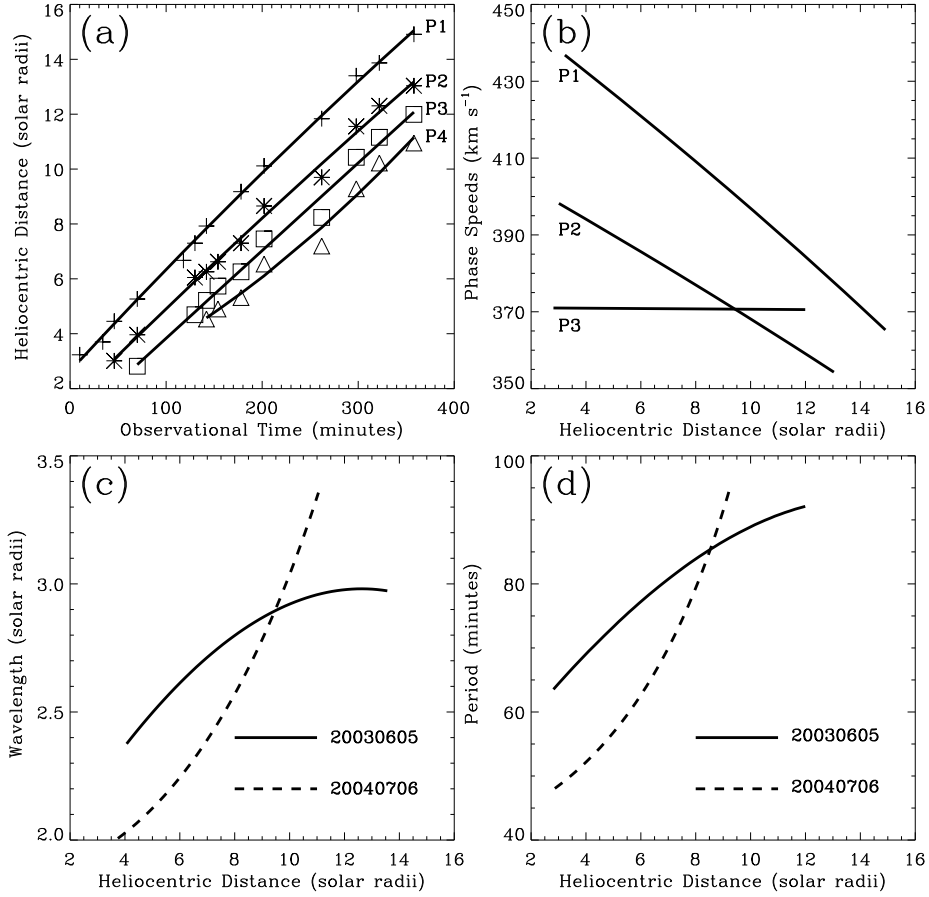 (a)
Heliocentric Distance (solar radii)
16
14
12
10
8
6
4
2
P1
P2
P3
P4
0
100
200
300
400
Observational Time (minutes)
(b)
Phase Speeds (km s⁻¹)
450
430
410
390
370
350
P1
P2
P3
2
4
6
8
10
12
14
16
Heliocentric Distance (solar radii)
(c)
Wavelength (solar radii)
3.5
3.0
2.5
2.0
20030605
20040706
2
4
6
8
10
12
14
16
Heliocentric Distance (solar radii)
(d)
Period (minutes)
100
80
60
40
20030605
20040706
2
4
6
8
10
12
14
16
Heliocentric Distance (solar radii)